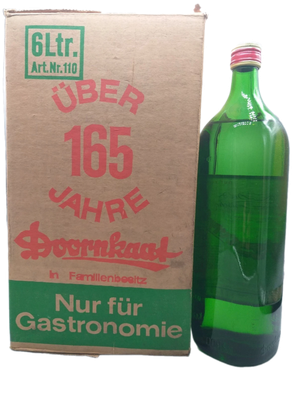 6Ltr.
Art.Nr.110
ÜBER
165
JAHRE
Doornkaat
in Familienbesitz
Nur für
Gastronomie